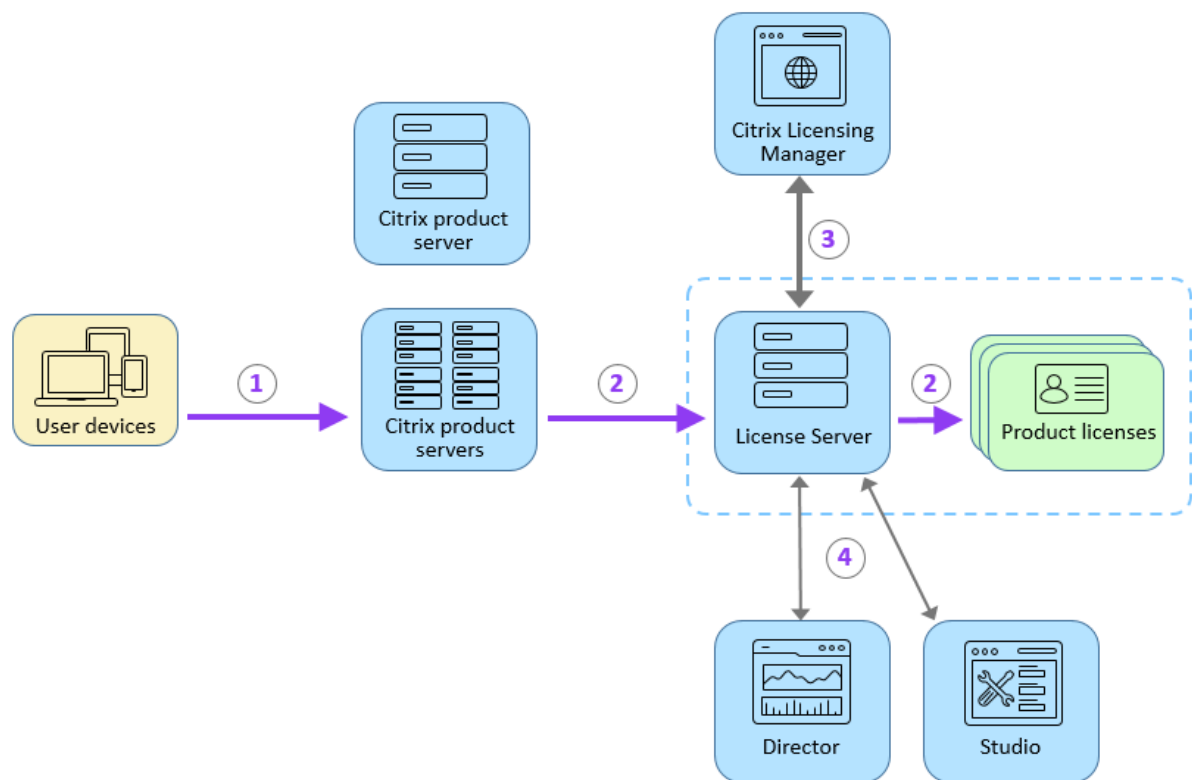 Citrix Licensing
Manager
Citrix product
server
3
User devices
1
Citrix product
servers
2
License Server
2
Product licenses
4
Director
Studio